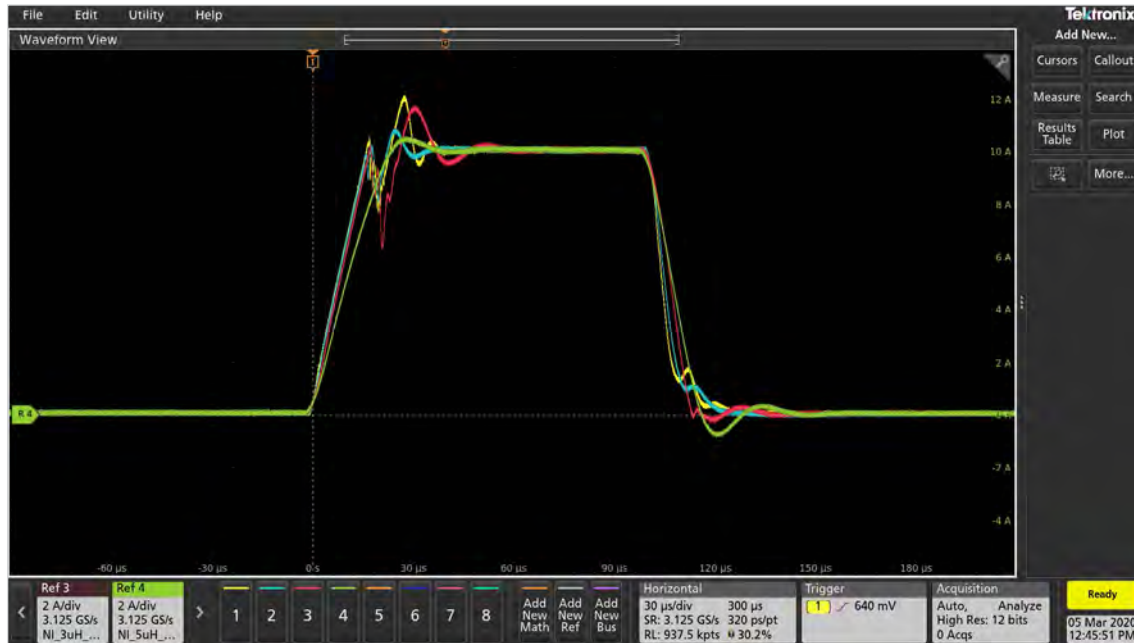 File Edit Utility Help
Tektronix
Waveform View
Add New...
Cursors Callout
Measure Search
Results Table Plot
More...
T
12 A
10 A
8 A
6 A
4 A
2 A
-2 A
-4 A
R 4
-60 µs -30 µs 0 s 30 µs 60 µs 90 µs 120 µs 150 µs 180 µs
Ref 3
2 A/div
3.125 GS/s
NI_3uH_...
Ref 4
2 A/div
3.125 GS/s
NI_5uH_...
1 2 3 4 5 6 7 8
Add New Math
Add New Ref
Add New Bus
Horizontal
30 µs/div 300 µs
SR: 3.125 GS/s 320 ps/pt
RL: 937.5 kpts 30.2%
Trigger
1 640 mV
Acquisition
Auto, Analyze
High Res: 12 bits
0 Acqs
Ready
05 Mar 2020
02:45:51 PM